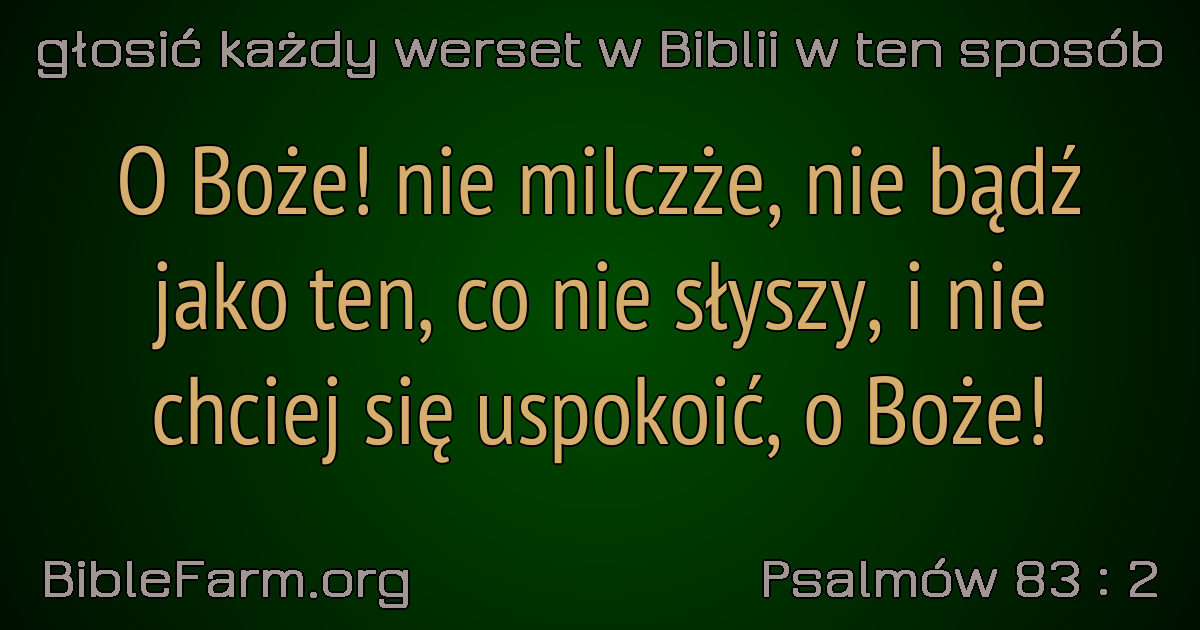 głosić każdy werset w Biblii w ten sposób
O Boże! nie milczże, nie bądź
jako ten, co nie słyszy, i nie
chciej się uspokoić, o Boże!
BibleFarm.org
Psalmów 83 : 2